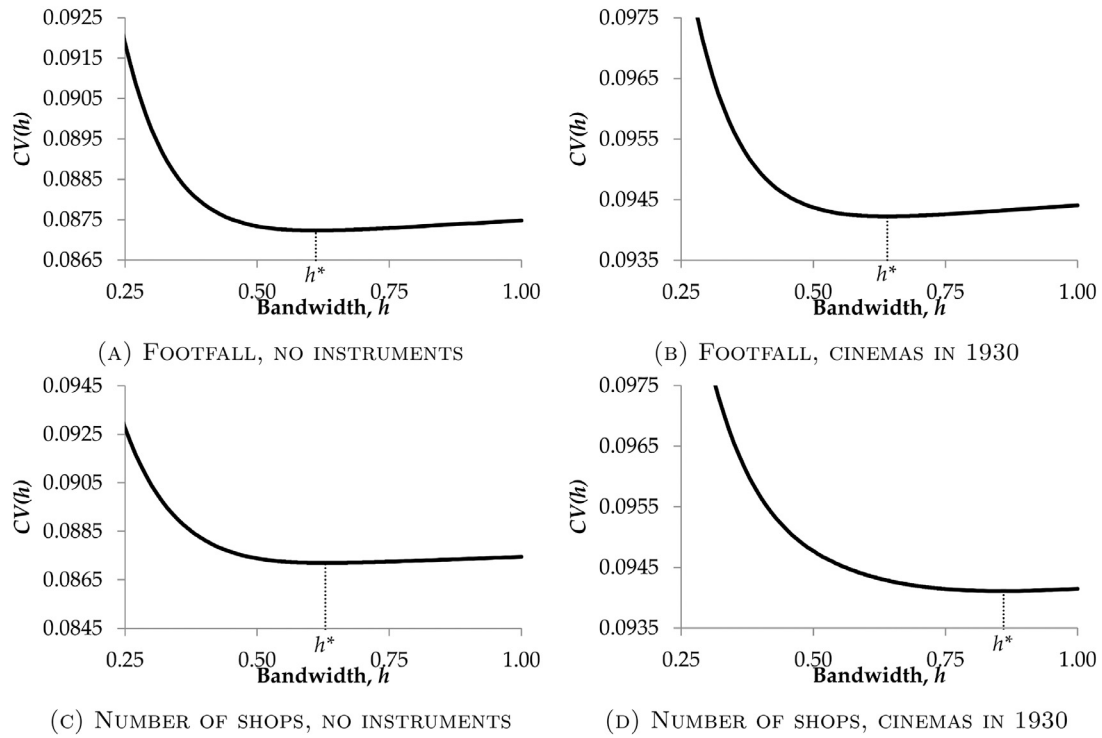 0.0925
0.0915
0.0905
0.0895
0.0885
0.0875
0.0865
CV(h)
h*
0.25 0.50 0.75 1.00
Bandwidth, h
(A) Footfall, no instruments
0.0975
0.0965
0.0955
0.0945
0.0935
CV(h)
h*
0.25 0.50 0.75 1.00
Bandwidth, h
(B) Footfall, cinemas in 1930
0.0945
0.0925
0.0905
0.0885
0.0865
0.0845
CV(h)
h*
0.25 0.50 0.75 1.00
Bandwidth, h
(C) Number of shops, no instruments
0.0975
0.0965
0.0955
0.0945
0.0935
CV(h)
h*
0.25 0.50 0.75 1.00
Bandwidth, h
(D) Number of shops, cinemas in 1930